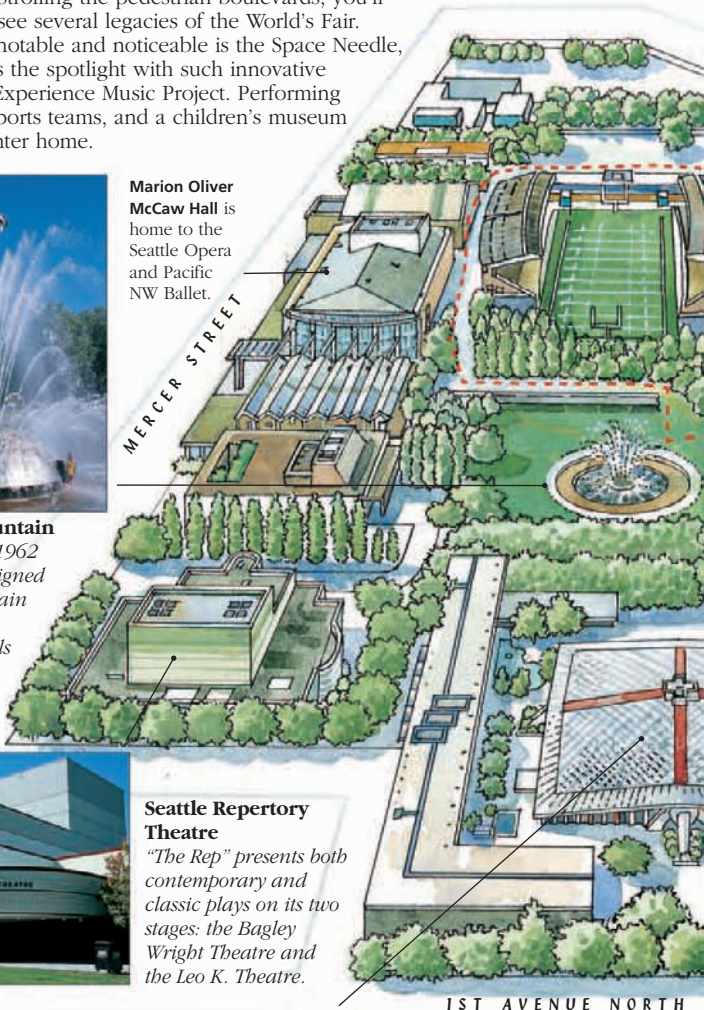 trolling the pedestrian boulevards, you'll
see several legacies of the World's Fair.
notable and noticeable is the Space Needle,
s the spotlight with such innovative
Experience Music Project. Performing
ports teams, and a children's museum
nter home.
Marion Oliver
McCaw Hall is
home to the
Seattle Opera
and Pacific
NW Ballet.
MERCER STREET
untain
1962
igned
ain
ls
THEATRE
Seattle Repertory
Theatre
“The Rep” presents both
contemporary and
classic plays on its two
stages: the Bagley
Wright Theatre and
the Leo K. Theatre.
1ST AVENUE NORTH